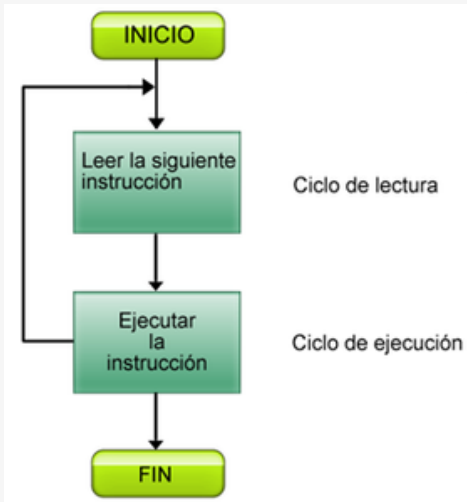 INICIO
Leer la siguiente
instrucción
Ciclo de lectura
Ejecutar
la
instrucción
Ciclo de ejecución
FIN